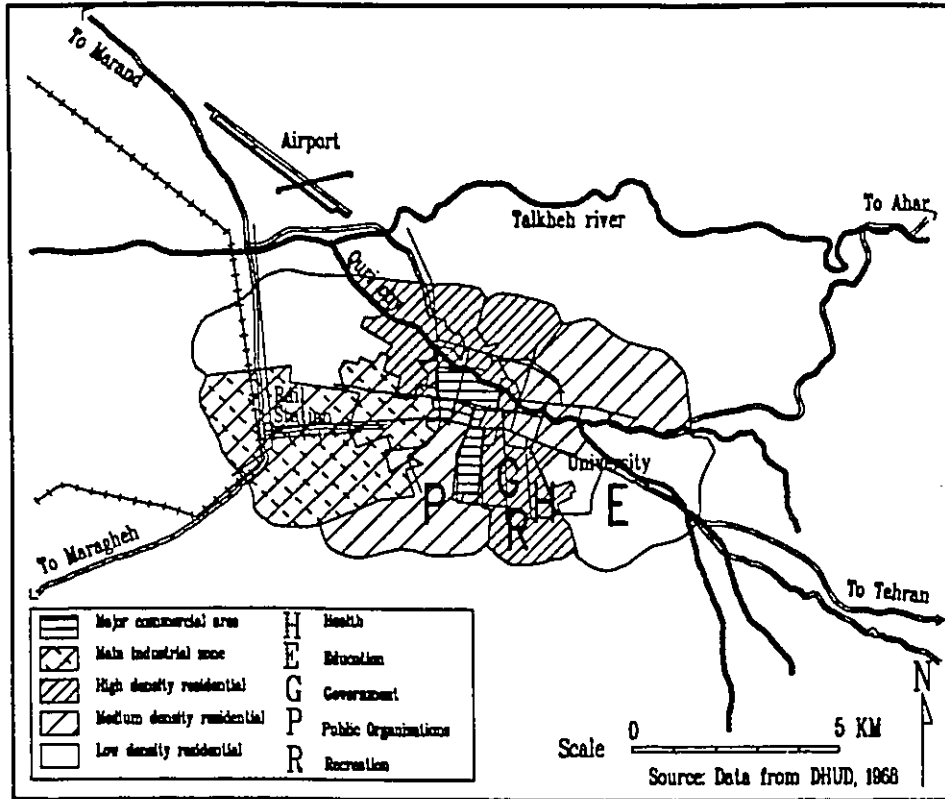 To Marand
Airport
Talkheh river
To Ahar
Quri
Rail
Station
University
G
P
H
E
R
To Maragheh
To Tehran
Major commercial area
Main industrial zone
High density residential
Medium density residential
Low density residential
H Health
E Education
G Government
P Public Organizations
R Recreation
N
Scale 0 5 KM
Source: Data from DHUD, 1968